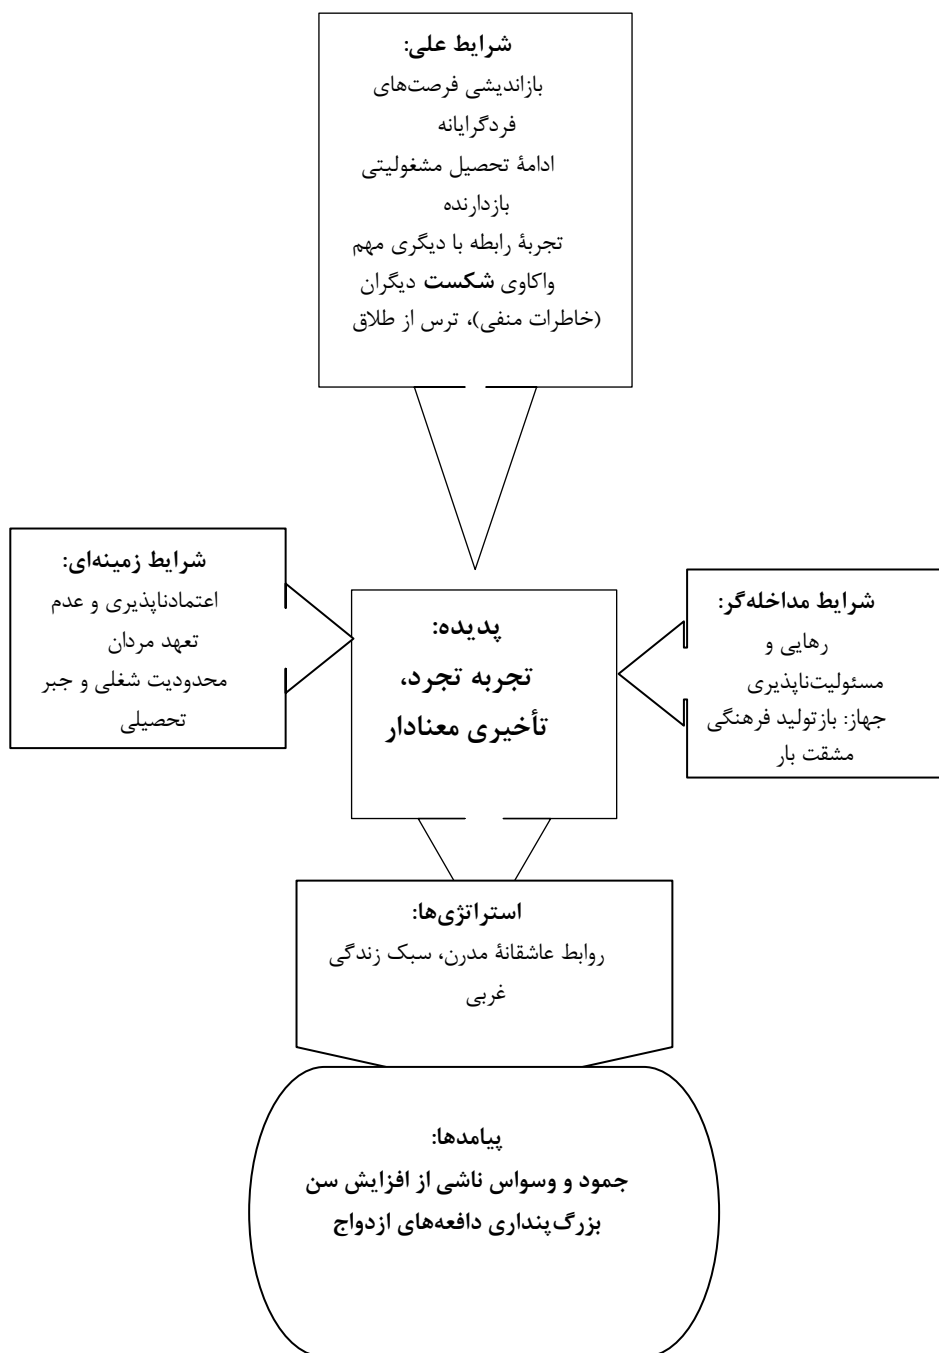 شرایط علی:
بازاندیشی فرصت‌های
فردگرایانه
ادامهٔ تحصیل مشغولیتی
بازدارنده
تجربهٔ رابطه با دیگری مهم
واکاوی شکست دیگران
(خاطرات منفی)، ترس از طلاق
شرایط مداخله‌گر:
رهایی و
مسئولیت‌ناپذیری
جهاز: بازتولید فرهنگی
مشقت بار
پدیده:
تجربه تجرد،
تأخیری معنادار
شرایط زمینه‌ای:
اعتمادناپذیری و عدم
تعهد مردان
محدودیت شغلی و جبر
تحصیلی
استراتژی‌ها:
روابط عاشقانهٔ مدرن، سبک زندگی
غربی
پیامدها:
جمود و وسواس ناشی از افزایش سن
بزرگ‌پنداری دافعه‌های ازدواج